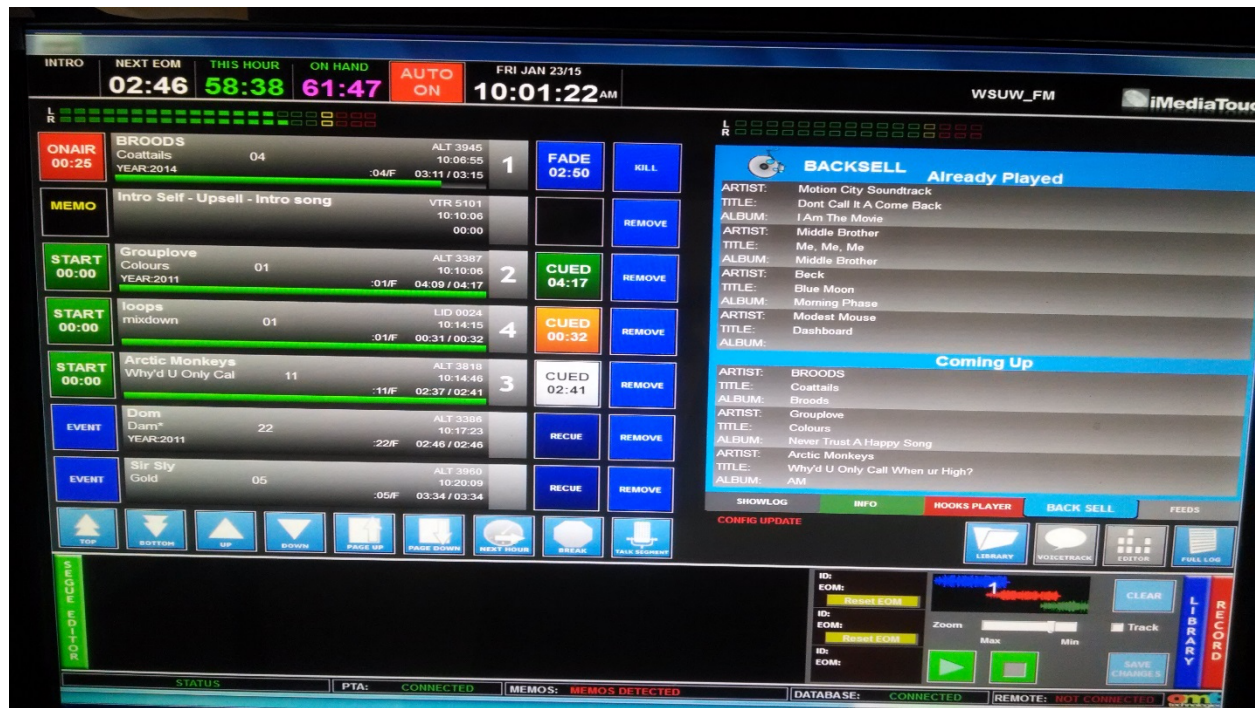 INTRO
NEXT EOM
02:46
THIS HOUR
58:38
ON HAND
61:47
AUTO
ON
FRI JAN 23/15
10:01:22 AM
WSUW_FM
iMediaTouc
L
R
L
R
ONAIR
00:25
BROODS
Coattails 04
YEAR:2014
ALT 3945
10:06:55
:04/F 03:11 / 03:15
1
FADE
02:50
KILL
MEMO
Intro Self - Upsell - Intro song
VTR 5101
10:10:06
00:00
REMOVE
START
00:00
Grouplove
Colours 01
YEAR:2011
ALT 3387
10:10:06
:01/F 04:09 / 04:17
2
CUED
04:17
REMOVE
START
00:00
loops
mixdown 01
LID 0024
10:14:15
:01/F 00:31 / 00:32
4
CUED
00:32
REMOVE
START
00:00
Arctic Monkeys
Why'd U Only Cal 11
ALT 3818
10:14:46
:11/F 02:37 / 02:41
3
CUED
02:41
REMOVE
EVENT
Dom
Dam* 22
YEAR:2011
ALT 3386
10:17:23
:22/F 02:46 / 02:46
RECUE
REMOVE
EVENT
Sir Sly
Gold 05
ALT 3960
10:20:09
:05/F 03:34 / 03:34
RECUE
REMOVE
TOP
BOTTOM
UP
DOWN
PAGE UP
PAGE DOWN
NEXT HOUR
BREAK
TALK SEGMENT
BACKSELL Already Played
ARTIST: Motion City Soundtrack
TITLE: Dont Call It A Come Back
ALBUM: I Am The Movie
ARTIST: Middle Brother
TITLE: Me, Me, Me
ALBUM: Middle Brother
ARTIST: Beck
TITLE: Blue Moon
ALBUM: Morning Phase
ARTIST: Modest Mouse
TITLE: Dashboard
ALBUM:
Coming Up
ARTIST: BROODS
TITLE: Coattails
ALBUM: Broods
ARTIST: Grouplove
TITLE: Colours
ALBUM: Never Trust A Happy Song
ARTIST: Arctic Monkeys
TITLE: Why'd U Only Call When ur High?
ALBUM: AM
SHOWLOG
INFO
HOOKS PLAYER
BACK SELL
FEEDS
CONFIG UPDATE
LIBRARY
VOICETRACK
EDITOR
FULL LOG
SEGUE EDITOR
ID:
EOM:
Reset EOM
ID:
EOM:
Reset EOM
ID:
EOM:
1
Zoom
Max Min
CLEAR
Track
SAVE
CHANGES
LIBRARY
RECORD
STATUS
PTA: CONNECTED
MEMOS: MEMOS DETECTED
DATABASE: CONNECTED
REMOTE: NOT CONNECTED